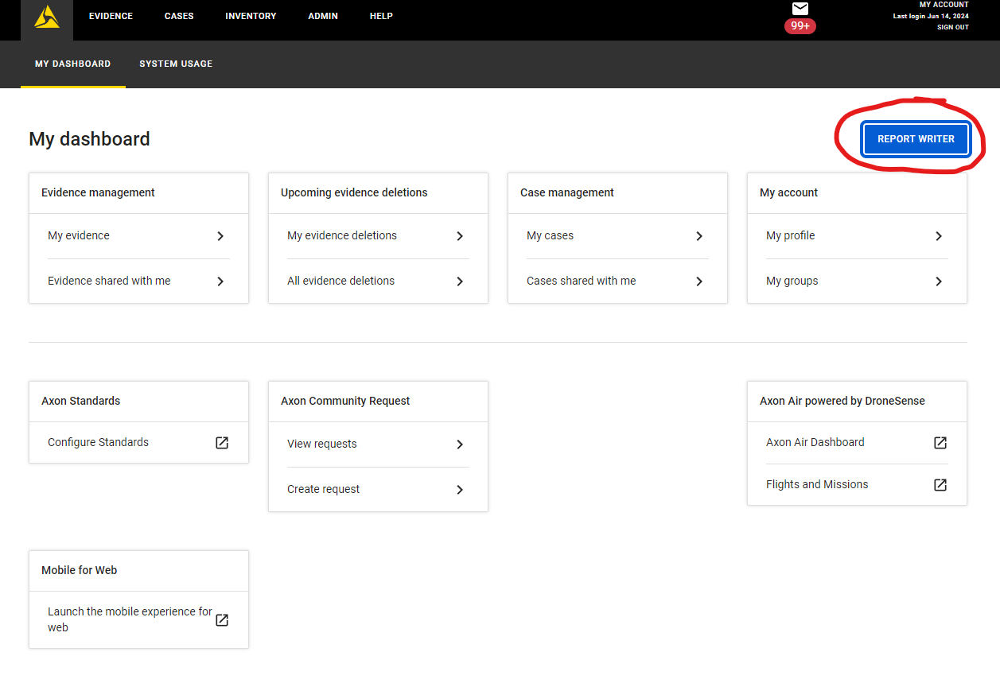 EVIDENCE CASES INVENTORY ADMIN HELP
99+
MY ACCOUNT
Last login Jun 14, 2024
SIGN OUT
MY DASHBOARD SYSTEM USAGE
My dashboard
REPORT WRITER
Evidence management
My evidence
Evidence shared with me
Upcoming evidence deletions
My evidence deletions
All evidence deletions
Case management
My cases
Cases shared with me
My account
My profile
My groups
Axon Standards
Configure Standards
Axon Community Request
View requests
Create request
Axon Air powered by DroneSense
Axon Air Dashboard
Flights and Missions
Mobile for Web
Launch the mobile experience for
web